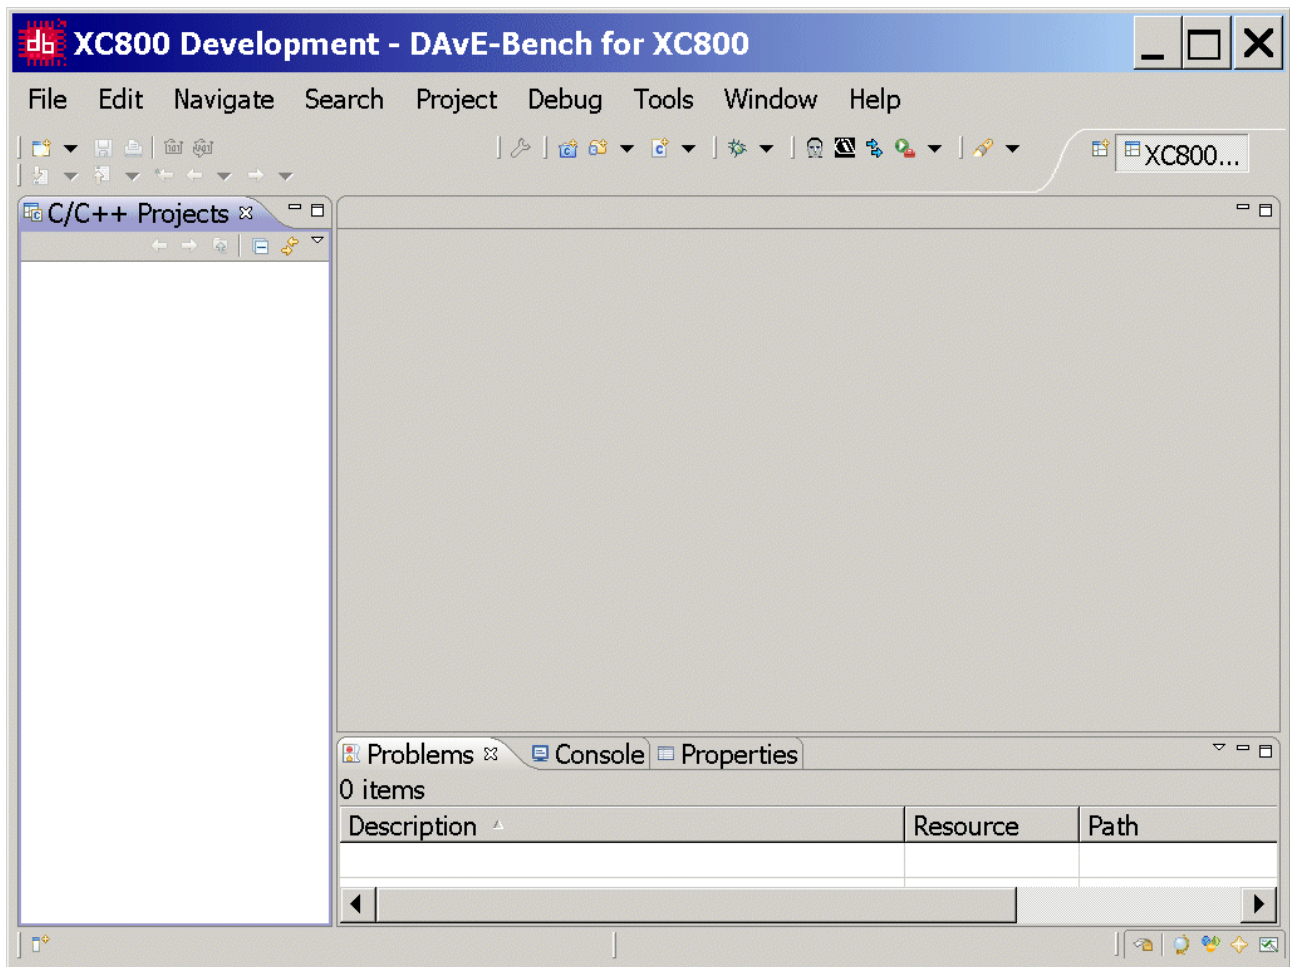 XC800 Development - DAvE-Bench for XC800
File Edit Navigate Search Project Debug Tools Window Help
XC800...
C/C++ Projects
Problems Console Properties
0 items
Description Resource Path